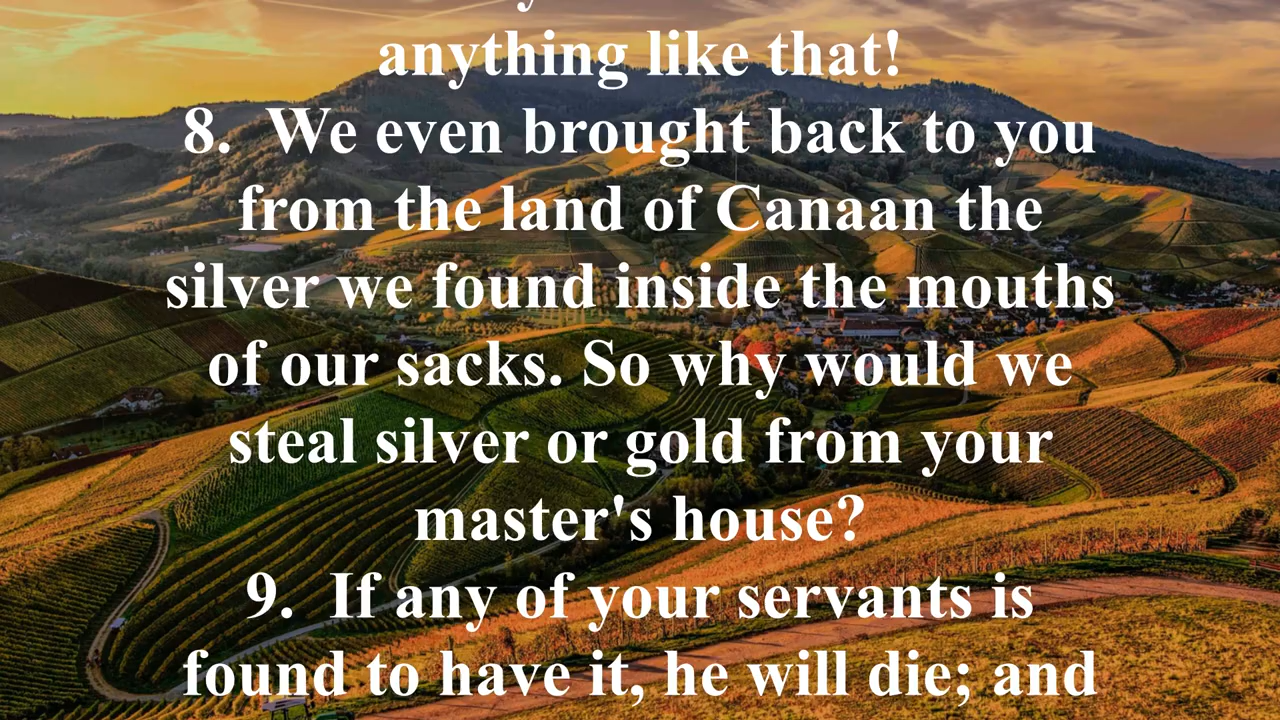 anything like that!
8. We even brought back to you
from the land of Canaan the
silver we found inside the mouths
of our sacks. So why would we
steal silver or gold from your
master's house?
9. If any of your servants is
found to have it, he will die; and